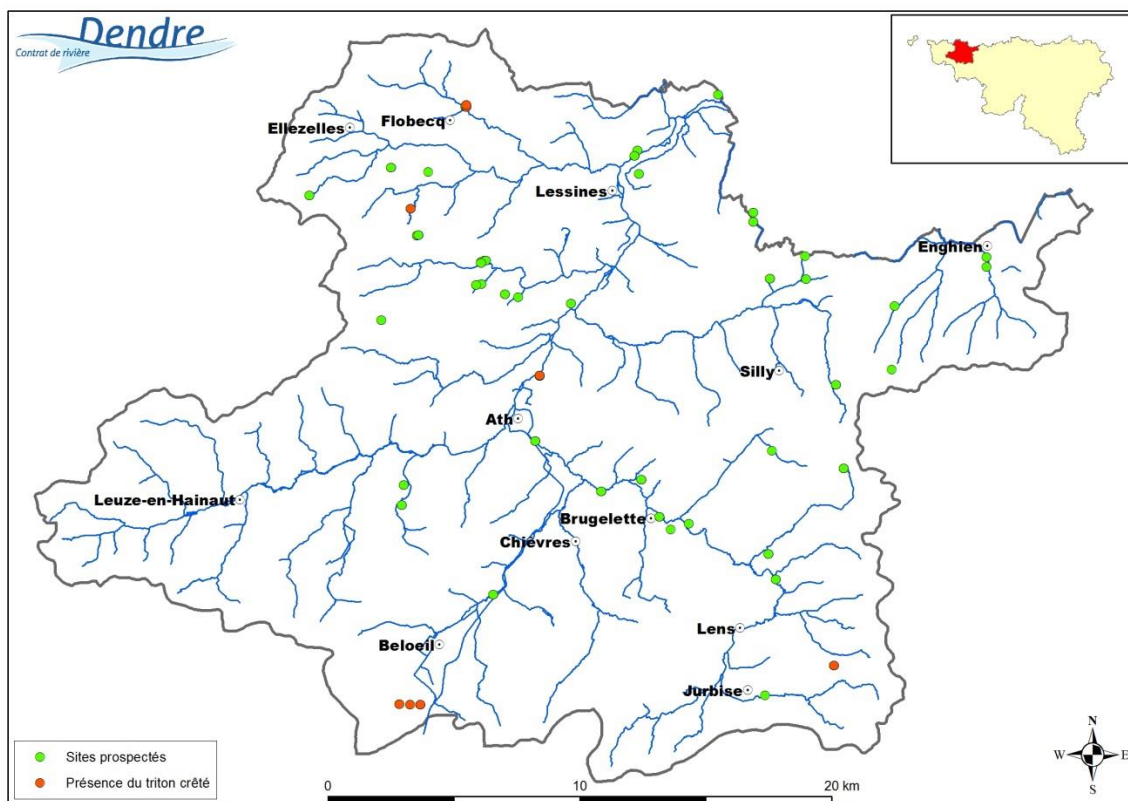 Dendre
Contrat de rivière
Ellezelles
Flobecq
Lessines
Enghien
Silly
Ath
Leuze-en-Hainaut
Brugelette
Chièvres
Lens
Beloeil
Jurbise
Sites prospectés
Présence du triton crêté
0
10
20 km
N
W
E
S